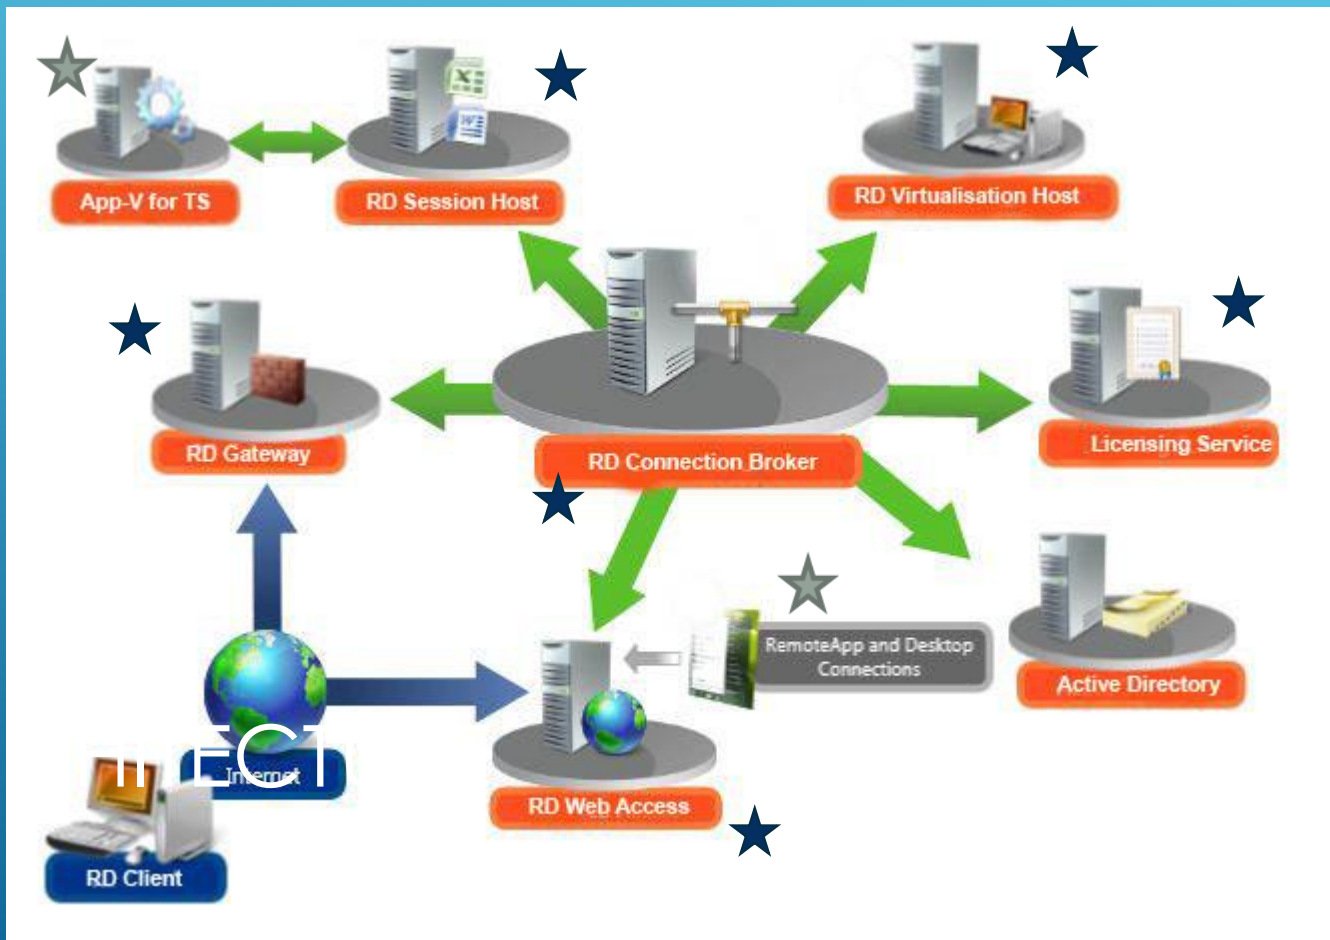 App-V for TS
RD Session Host
RD Virtualisation Host
RD Gateway
RD Connection Broker
Licensing Service
RemoteApp and Desktop
Connections
Active Directory
Internet
RD Web Access
RD Client